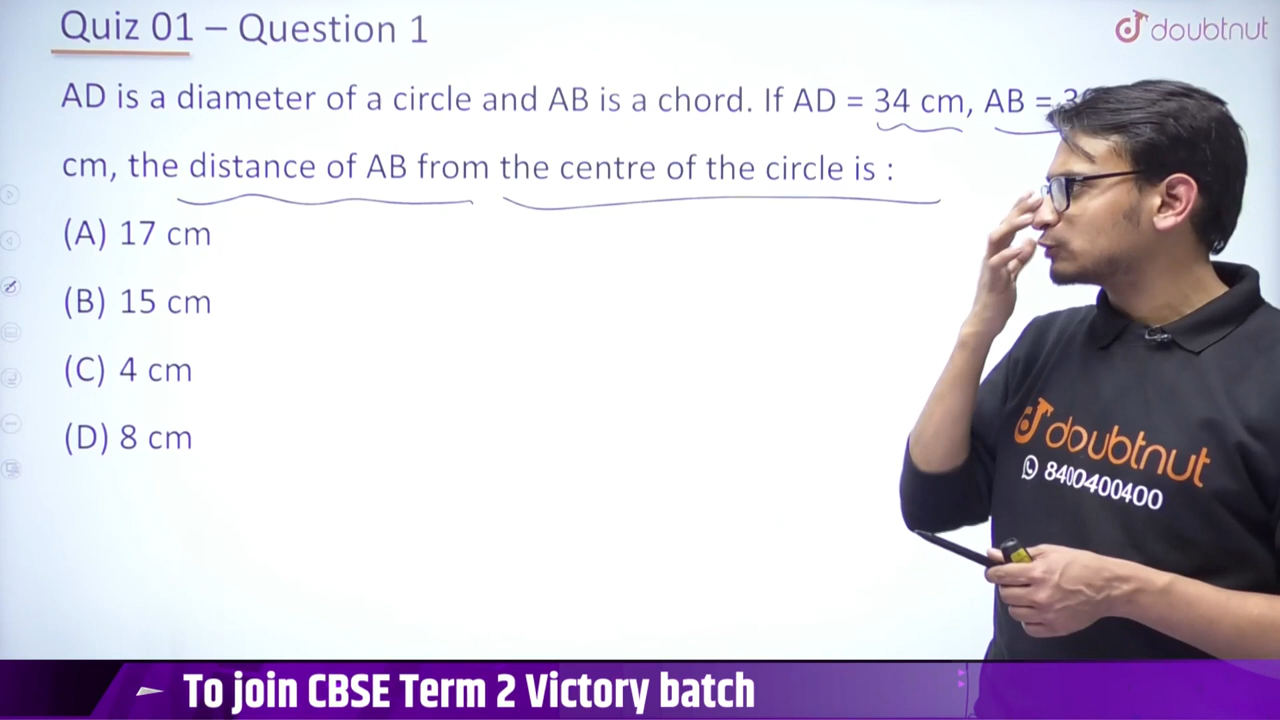 Quiz 01 – Question 1
doubtnut
AD is a diameter of a circle and AB is a chord. If AD = 34 cm, AB =
cm, the distance of AB from the centre of the circle is :
(A) 17 cm
(B) 15 cm
(C) 4 cm
(D) 8 cm
doubtnut
8400400400
To join CBSE Term 2 Victory batch